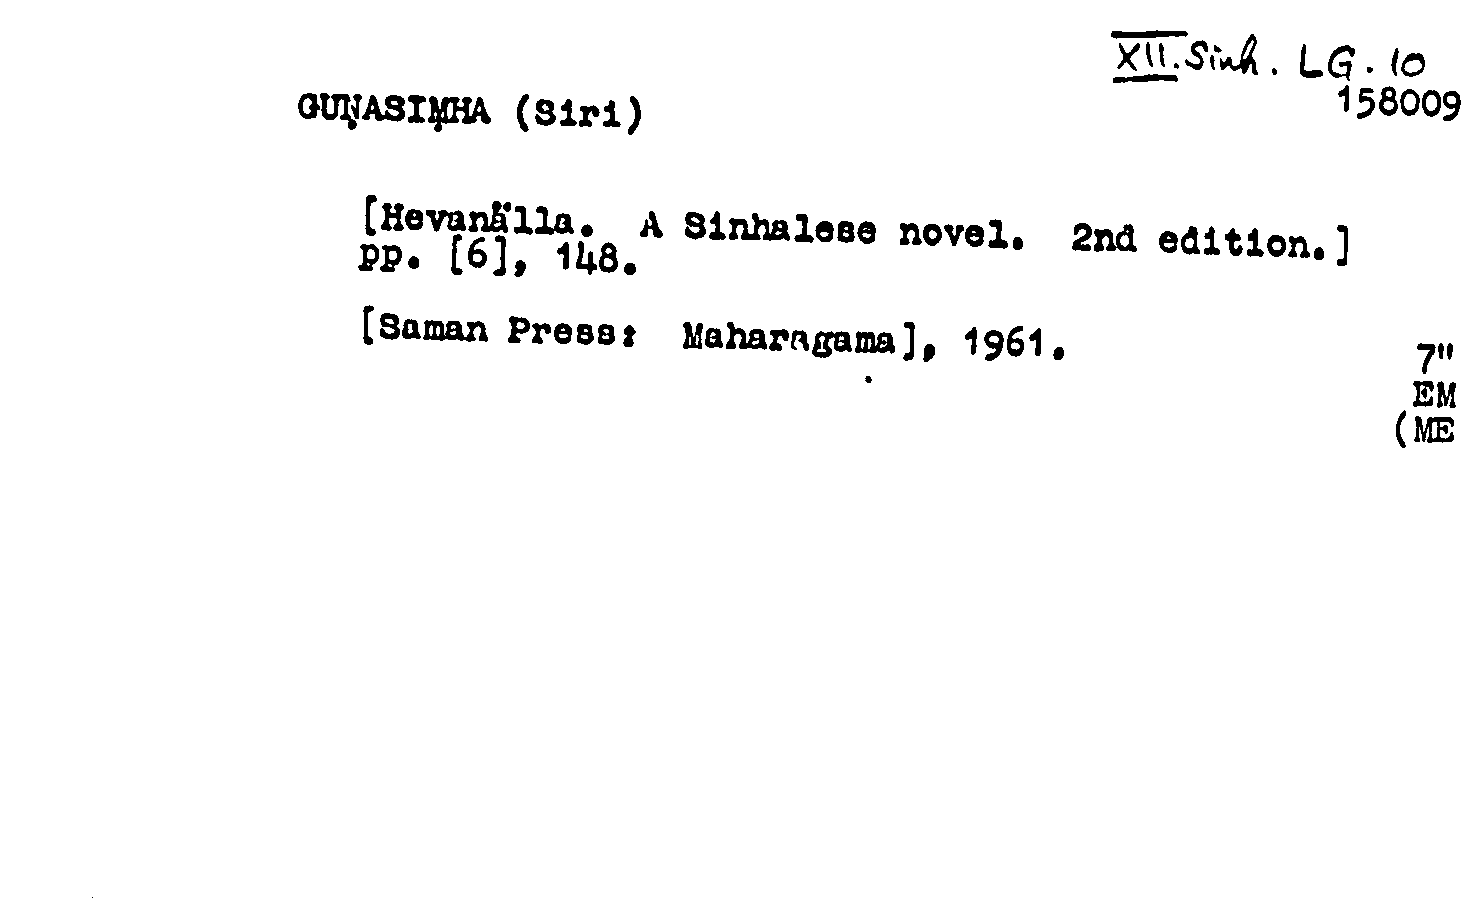 XII. Sinh. LG. 10
158009
GUṆASIṂHA (Siri)
[Hevanälla. A Sinhalese novel. 2nd edition.]
pp. [6], 148.
[Saman Press: Maharagama], 1961.
7"
EM
(ME